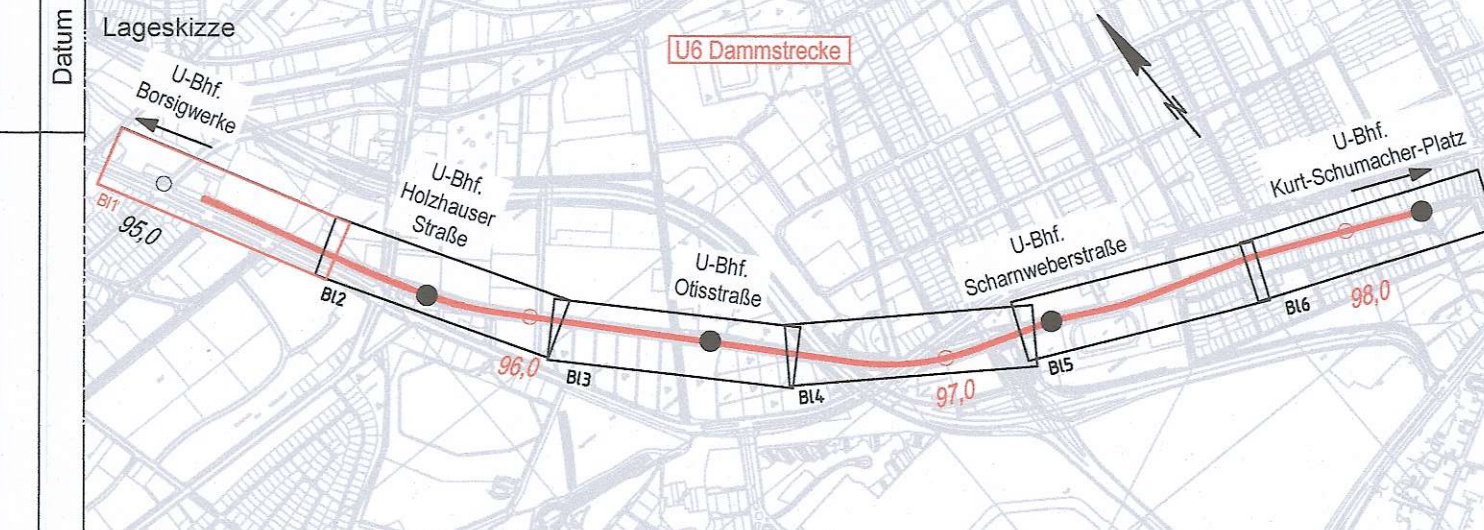 Datum
Lageskizze
U6 Dammstrecke
U-Bhf.
Borsigwerke
U-Bhf.
Holzhauser
Straße
U-Bhf.
Otisstraße
U-Bhf.
Scharnweberstraße
U-Bhf.
Kurt-Schumacher-Platz
N
Bl1
95,0
Bl2
96,0
Bl3
Bl4
97,0
Bl5
Bl6
98,0